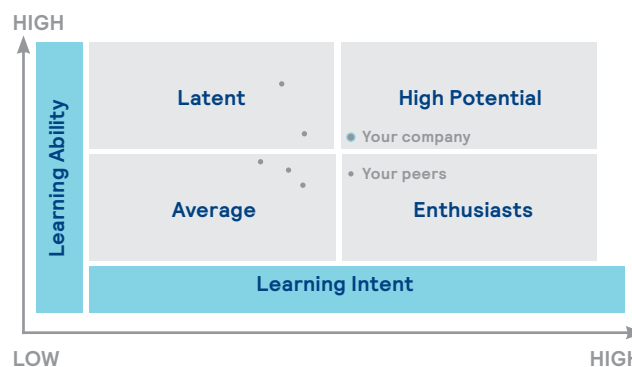 HIGH
Latent
High Potential
Learning Ability
Your company
Your peers
Average
Enthusiasts
Learning Intent
LOW
HIGH